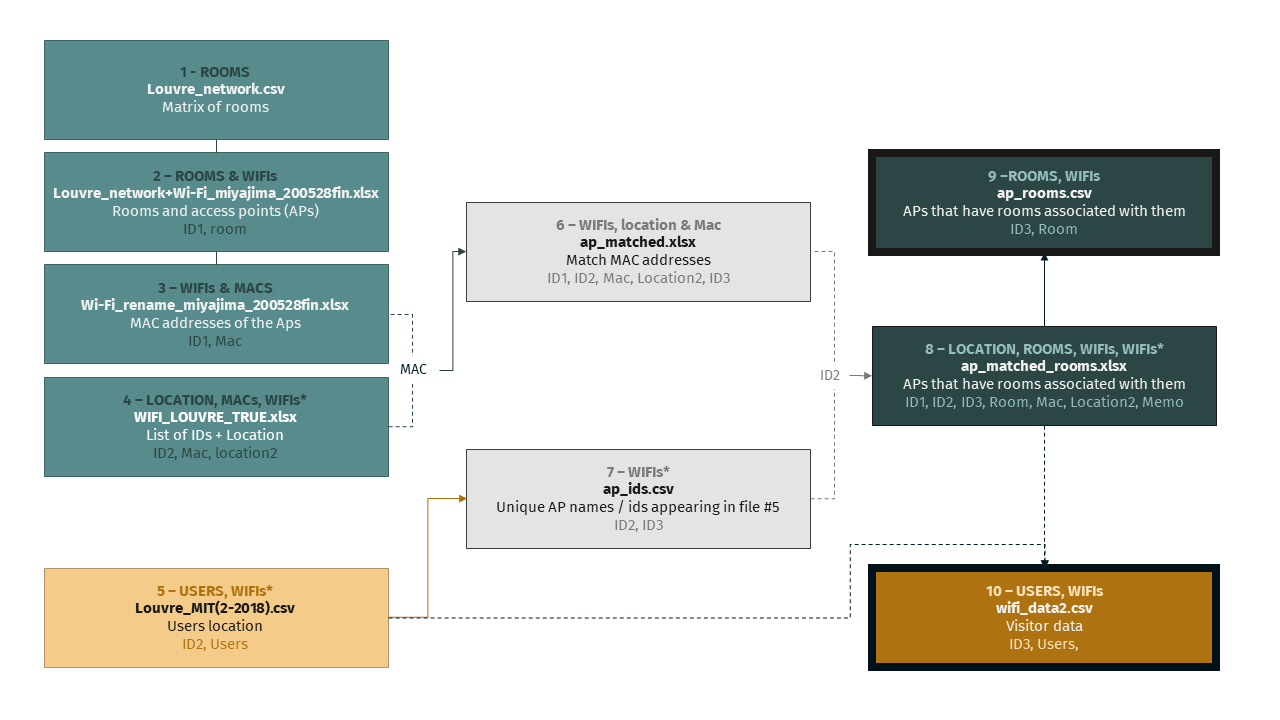 1 - ROOMS
Louvre_network.csv
Matrix of rooms
2 – ROOMS & WIFIs
Louvre_network+Wi-Fi_miyajima_200528fin.xlsx
Rooms and access points (APs)
ID1, room
3 – WIFIs & MACS
Wi-Fi_rename_miyajima_200528fin.xlsx
MAC addresses of the Aps
ID1, Mac
4 – LOCATION, MACs, WIFIs*
WIFI_LOUVRE_TRUE.xlsx
List of IDs + Location
ID2, Mac, location2
5 – USERS, WIFIs*
Louvre_MIT(2-2018).csv
Users location
ID2, Users
MAC
6 – WIFIs, location & Mac
ap_matched.xlsx
Match MAC addresses
ID1, ID2, Mac, Location2, ID3
7 – WIFIs*
ap_ids.csv
Unique AP names / ids appearing in file #5
ID2, ID3
ID2
9 –ROOMS, WIFIs
ap_rooms.csv
APs that have rooms associated with them
ID3, Room
8 – LOCATION, ROOMS, WIFIs, WIFIs*
ap_matched_rooms.xlsx
APs that have rooms associated with them
ID1, ID2, ID3, Room, Mac, Location2, Memo
10 – USERS, WIFIs
wifi_data2.csv
Visitor data
ID3, Users,